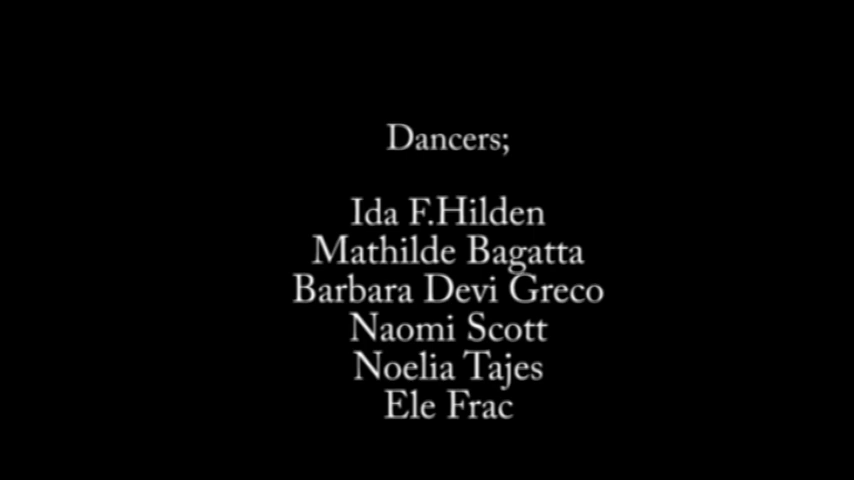 Dancers;
Ida F.Hilden
Mathilde Bagatta
Barbara Devi Greco
Naomi Scott
Noelia Tajes
Ele Frac